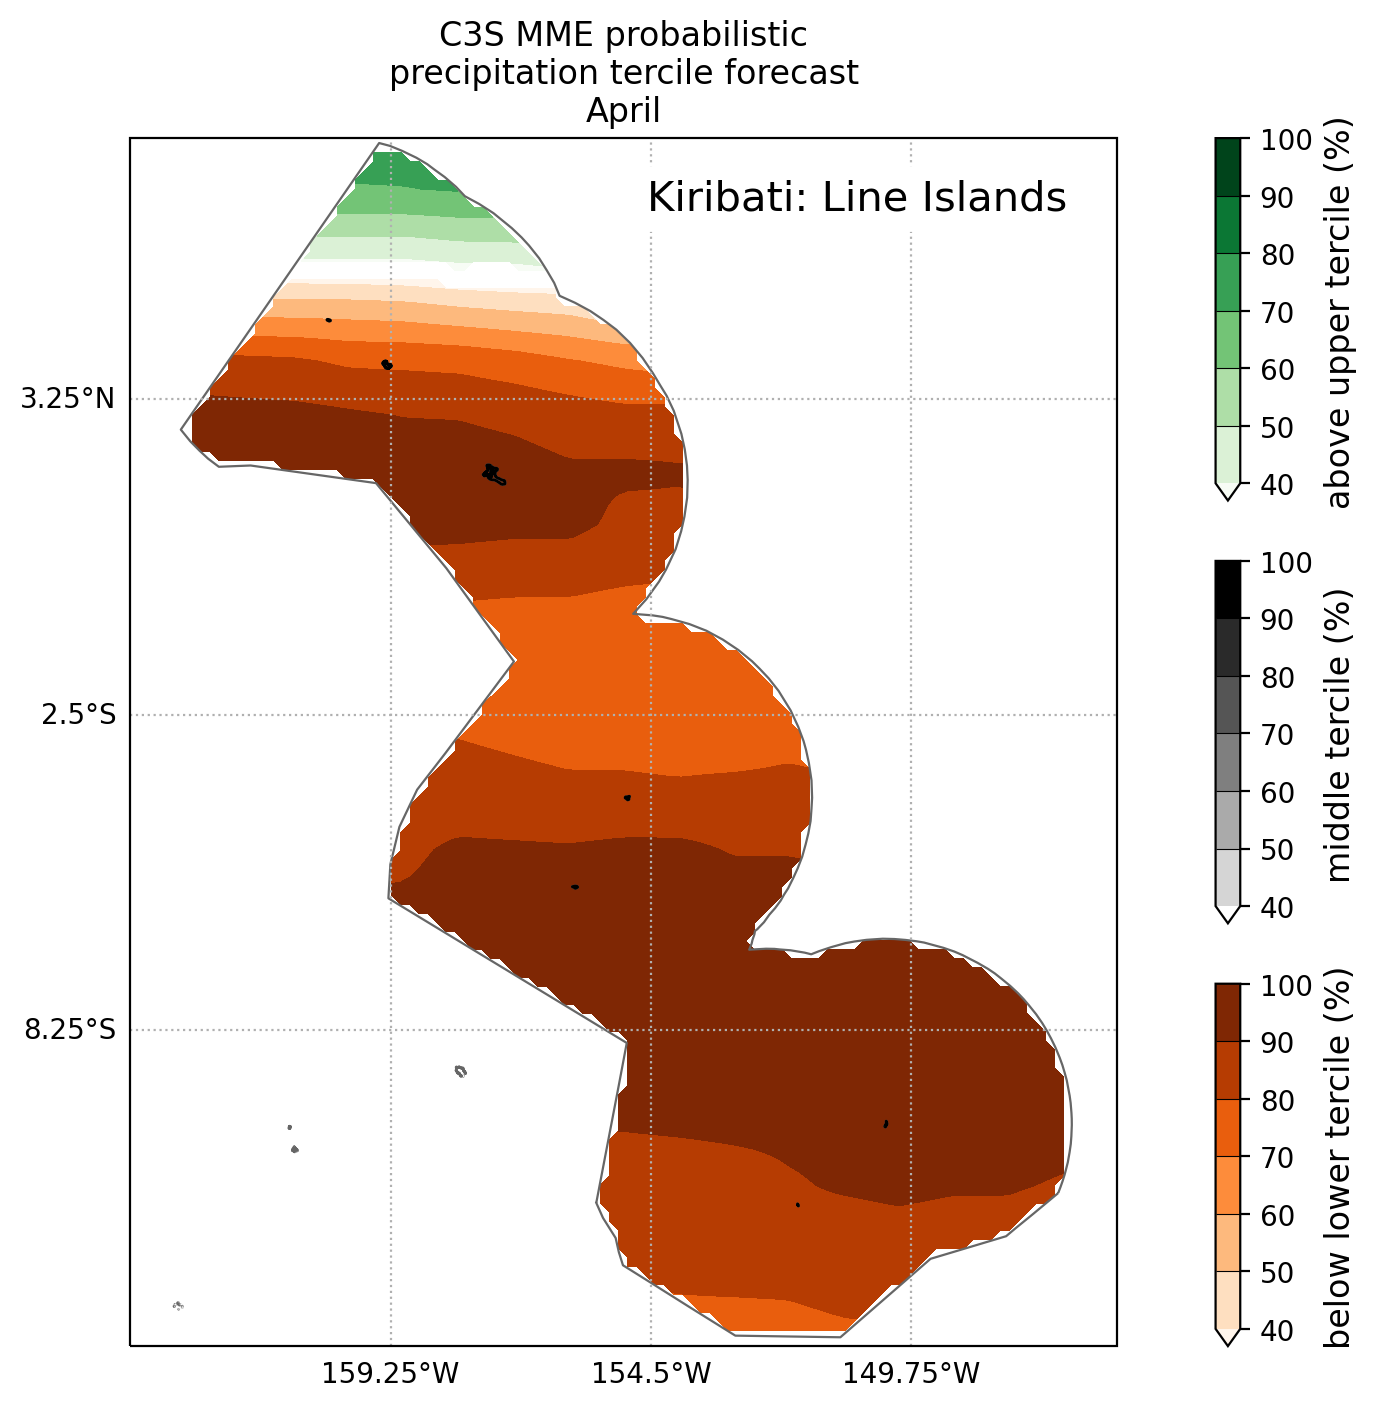 C3S MME probabilistic
precipitation tercile forecast
April
Kiribati: Line Islands
3.25°N
2.5°S
8.25°S
159.25°W
154.5°W
149.75°W
100
90
80
70
60
50
40
above upper tercile (%)
100
90
80
70
60
50
40
middle tercile (%)
100
90
80
70
60
50
40
below lower tercile (%)